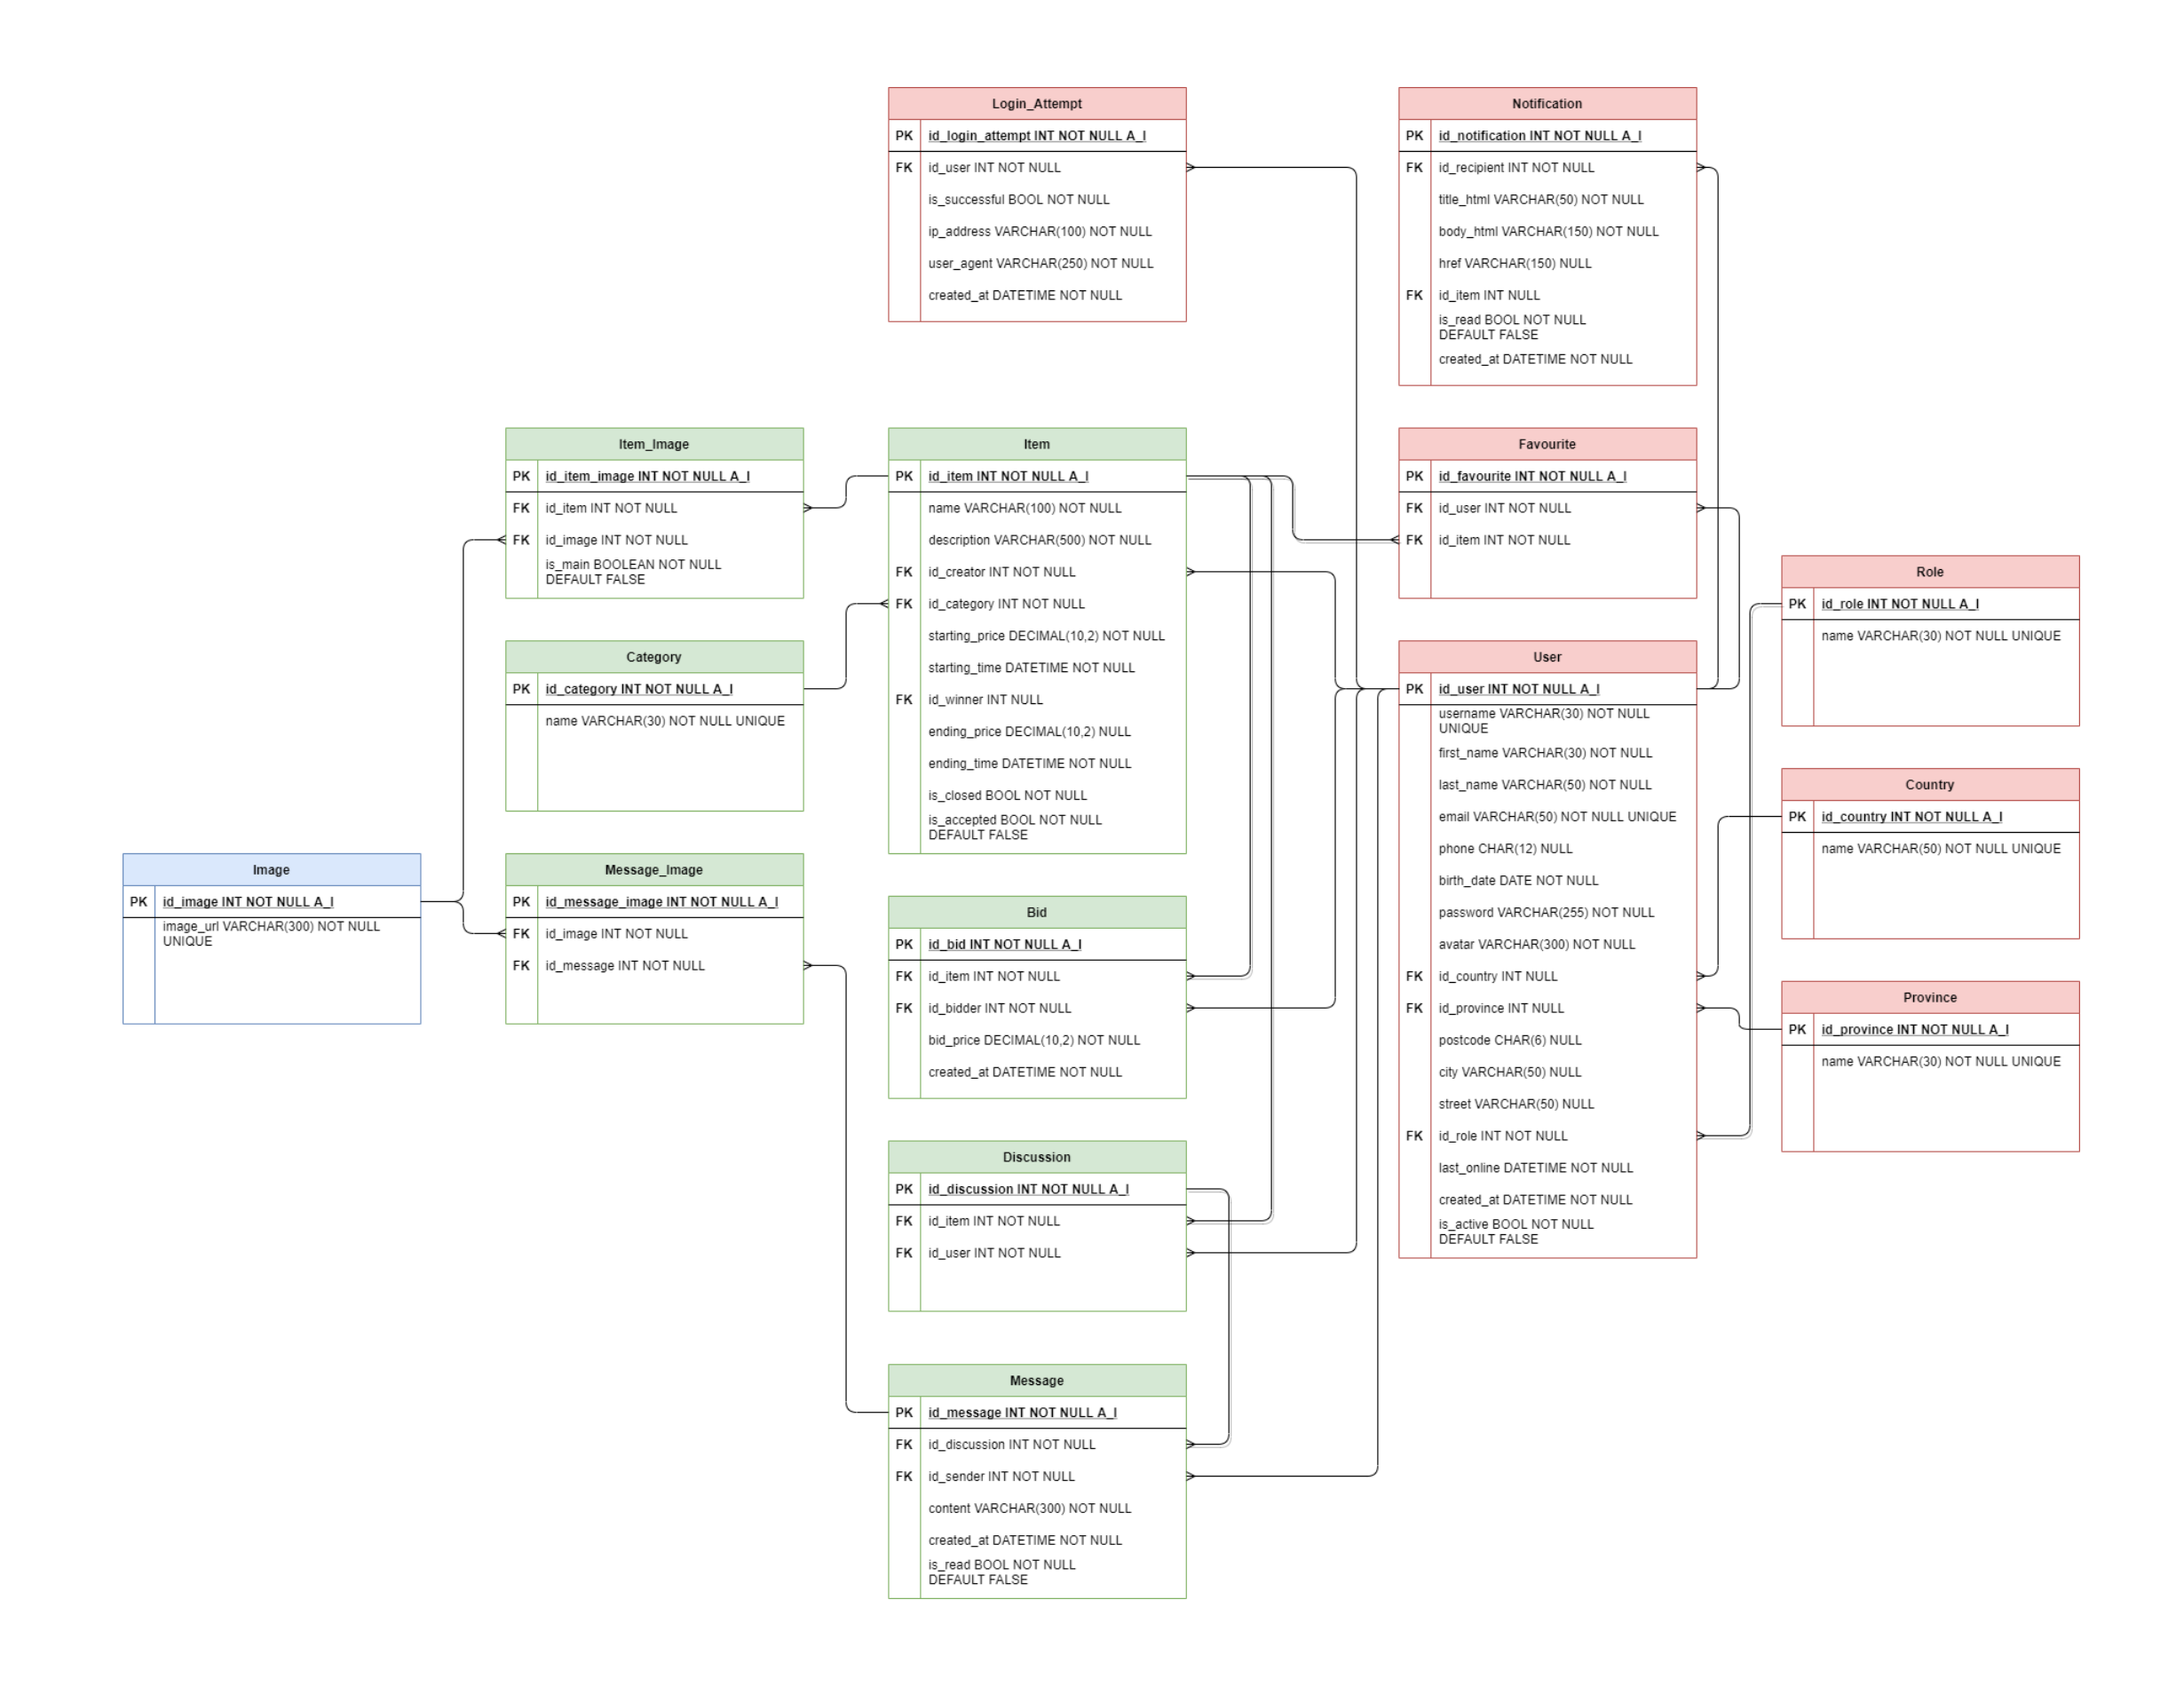 Login_Attempt
PK id_login_attempt INT NOT NULL A_I
FK id_user INT NOT NULL
is_successful BOOL NOT NULL
ip_address VARCHAR(100) NOT NULL
user_agent VARCHAR(250) NOT NULL
created_at DATETIME NOT NULL
Notification
PK id_notification INT NOT NULL A_I
FK id_recipient INT NOT NULL
title_html VARCHAR(50) NOT NULL
body_html VARCHAR(150) NOT NULL
href VARCHAR(150) NULL
FK id_item INT NULL
is_read BOOL NOT NULL
DEFAULT FALSE
created_at DATETIME NOT NULL
Item_Image
PK id_item_image INT NOT NULL A_I
FK id_item INT NOT NULL
FK id_image INT NOT NULL
is_main BOOLEAN NOT NULL
DEFAULT FALSE
Item
PK id_item INT NOT NULL A_I
name VARCHAR(100) NOT NULL
description VARCHAR(500) NOT NULL
FK id_creator INT NOT NULL
FK id_category INT NOT NULL
starting_price DECIMAL(10,2) NOT NULL
starting_time DATETIME NOT NULL
FK id_winner INT NULL
ending_price DECIMAL(10,2) NULL
ending_time DATETIME NOT NULL
is_closed BOOL NOT NULL
is_accepted BOOL NOT NULL
DEFAULT FALSE
Favourite
PK id_favourite INT NOT NULL A_I
FK id_user INT NOT NULL
FK id_item INT NOT NULL
Role
PK id_role INT NOT NULL A_I
name VARCHAR(30) NOT NULL UNIQUE
Category
PK id_category INT NOT NULL A_I
name VARCHAR(30) NOT NULL UNIQUE
User
PK id_user INT NOT NULL A_I
username VARCHAR(30) NOT NULL
UNIQUE
first_name VARCHAR(30) NOT NULL
last_name VARCHAR(50) NOT NULL
email VARCHAR(50) NOT NULL UNIQUE
phone CHAR(12) NULL
birth_date DATE NOT NULL
password VARCHAR(255) NOT NULL
avatar VARCHAR(300) NOT NULL
FK id_country INT NULL
FK id_province INT NULL
postcode CHAR(6) NULL
city VARCHAR(50) NULL
street VARCHAR(50) NULL
FK id_role INT NOT NULL
last_online DATETIME NOT NULL
created_at DATETIME NOT NULL
is_active BOOL NOT NULL
DEFAULT FALSE
Country
PK id_country INT NOT NULL A_I
name VARCHAR(50) NOT NULL UNIQUE
Image
PK id_image INT NOT NULL A_I
image_url VARCHAR(300) NOT NULL
UNIQUE
Message_Image
PK id_message_image INT NOT NULL A_I
FK id_image INT NOT NULL
FK id_message INT NOT NULL
Bid
PK id_bid INT NOT NULL A_I
FK id_item INT NOT NULL
FK id_bidder INT NOT NULL
bid_price DECIMAL(10,2) NOT NULL
created_at DATETIME NOT NULL
Province
PK id_province INT NOT NULL A_I
name VARCHAR(30) NOT NULL UNIQUE
Discussion
PK id_discussion INT NOT NULL A_I
FK id_item INT NOT NULL
FK id_user INT NOT NULL
Message
PK id_message INT NOT NULL A_I
FK id_discussion INT NOT NULL
FK id_sender INT NOT NULL
content VARCHAR(300) NOT NULL
created_at DATETIME NOT NULL
is_read BOOL NOT NULL
DEFAULT FALSE